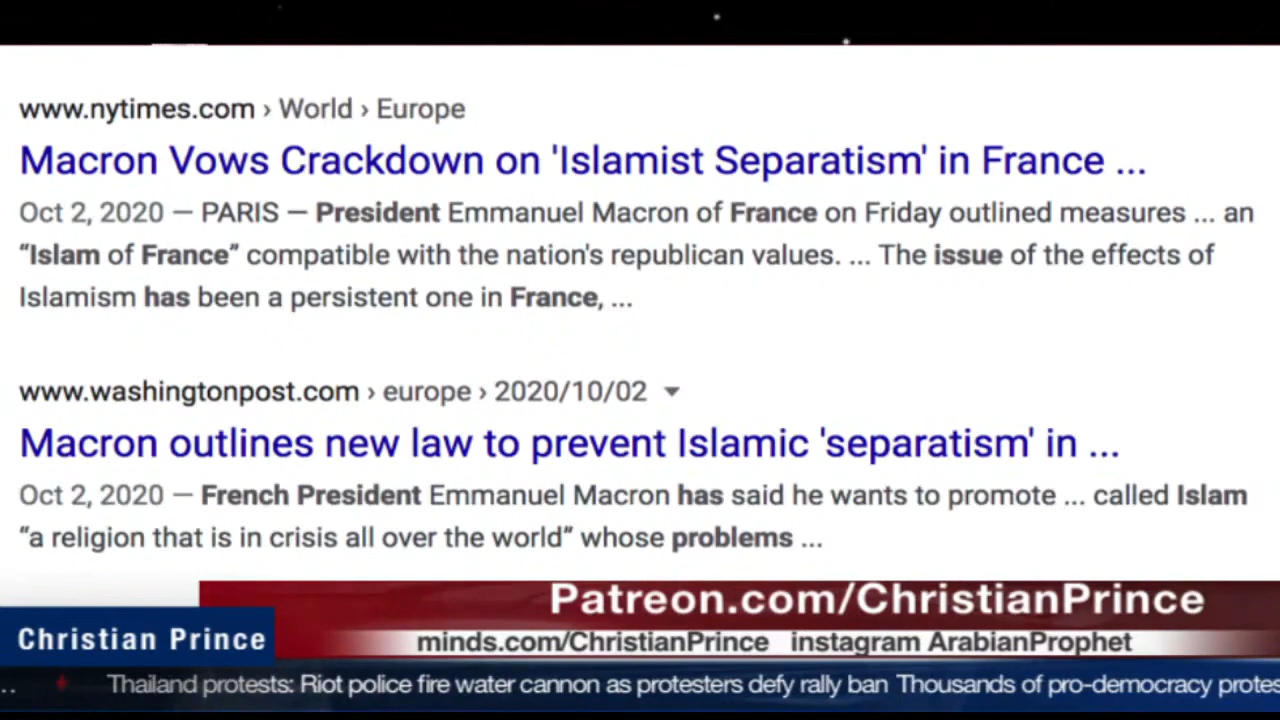 www.nytimes.com › World › Europe
Macron Vows Crackdown on 'Islamist Separatism' in France ...
Oct 2, 2020 — PARIS — President Emmanuel Macron of France on Friday outlined measures ... an
“Islam of France” compatible with the nation's republican values. ... The issue of the effects of
Islamism has been a persistent one in France, ...
www.washingtonpost.com › europe › 2020/10/02
Macron outlines new law to prevent Islamic 'separatism' in ...
Oct 2, 2020 — French President Emmanuel Macron has said he wants to promote ... called Islam
“a religion that is in crisis all over the world” whose problems ...
Patreon.com/ChristianPrince
Christian Prince
minds.com/ChristianPrince instagram ArabianProphet
.. Thailand protests: Riot police fire water cannon as protesters defy rally ban Thousands of pro-democracy protes